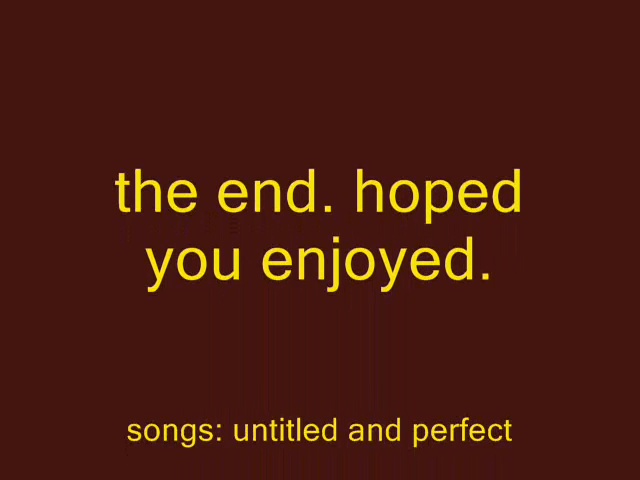 the end. hoped
you enjoyed.
songs: untitled and perfect